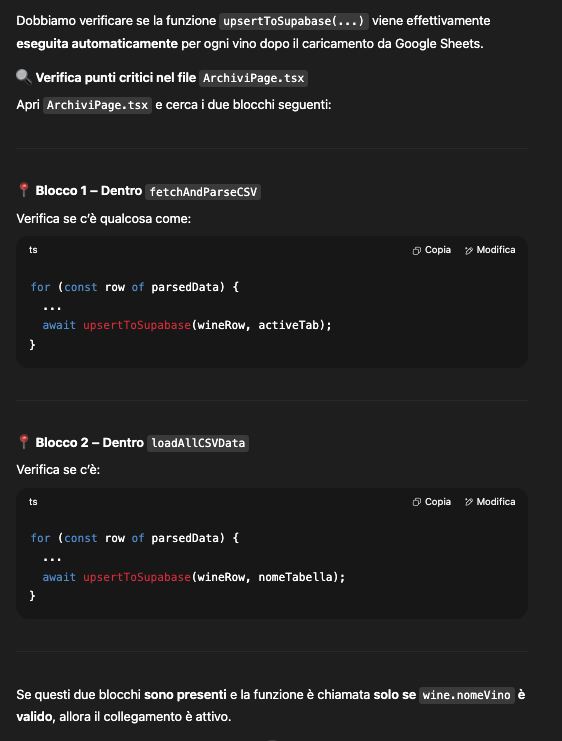 Dobbiamo verificare se la funzione upsertToSupabase(...) viene effettivamente
eseguita automaticamente per ogni vino dopo il caricamento da Google Sheets.
🔍 Verifica punti critici nel file ArchiviPage.tsx
Apri ArchiviPage.tsx e cerca i due blocchi seguenti:
📍 Blocco 1 – Dentro fetchAndParseCSV
Verifica se c'è qualcosa come:
ts Copia Modifica
for (const row of parsedData) {
...
await upsertToSupabase(wineRow, activeTab);
}
📍 Blocco 2 – Dentro loadAllCSVData
Verifica se c'è:
ts Copia Modifica
for (const row of parsedData) {
...
await upsertToSupabase(wineRow, nomeTabella);
}
Se questi due blocchi sono presenti e la funzione è chiamata solo se wine.nomeVino è
valido, allora il collegamento è attivo.